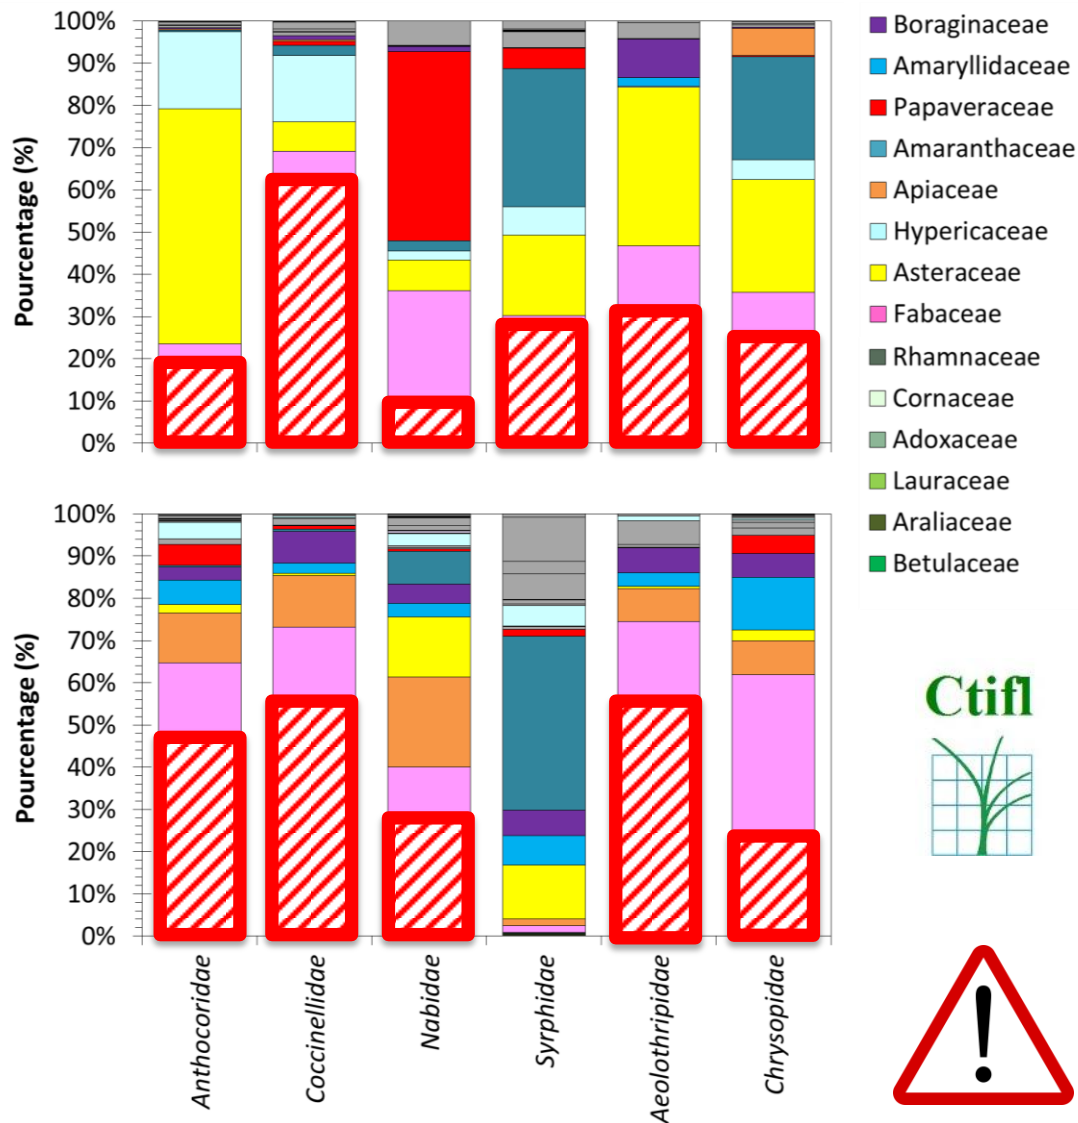 Pourcentage (%)
100%
90%
80%
70%
60%
50%
40%
30%
20%
10%
0%
Boraginaceae
Amaryllidaceae
Papaveraceae
Amaranthaceae
Apiaceae
Hypericaceae
Asteraceae
Fabaceae
Rhamnaceae
Cornaceae
Adoxaceae
Lauraceae
Araliaceae
Betulaceae
Pourcentage (%)
100%
90%
80%
70%
60%
50%
40%
30%
20%
10%
0%
Anthocoridae
Coccinellidae
Nabidae
Syrphidae
Aeolothripidae
Chrysopidae
Ctifl
!